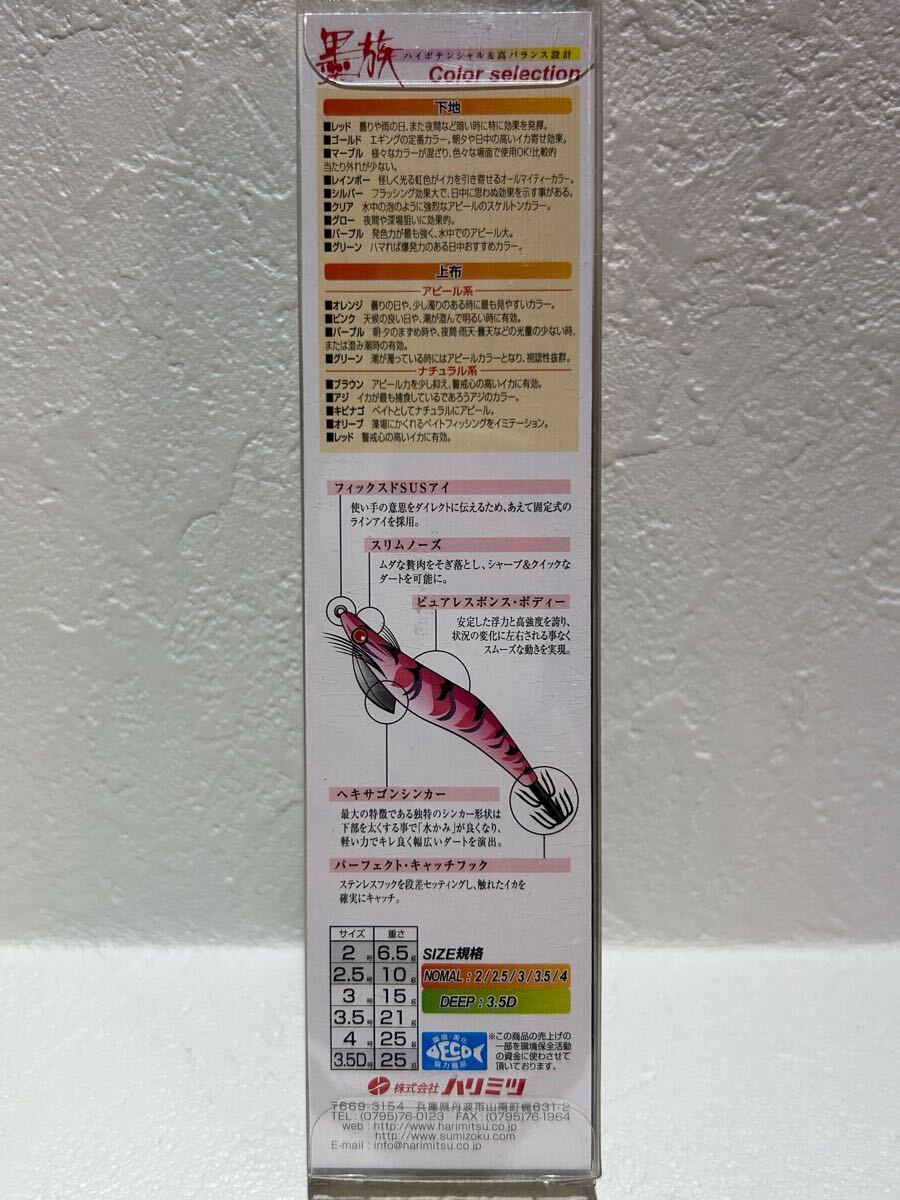 墨族 ハイポテンシャル&高バランス設計
Color selection
下地
■レッド 曇りや雨の日、また夜間など暗い時に特に効果を発揮。
■ゴールド エギングの定番カラー。朝夕や日中の高いイカ寄せ効果。
■マーブル 様々なカラーが混ざり、色々な場面で使用OK!比較的
当たり外れが少ない。
■レインボー 怪しく光る虹色がイカを引き寄せるオールマイティーカラー。
■シルバー フラッシング効果大で、日中に思わぬ効果を示す事がある。
■クリア 水中の泡のように強烈なアピールのスケルトンカラー。
■グロー 夜間や深場狙いに効果的。
■パープル 発色力が最も強く、水中でのアピール大。
■グリーン ハマれば爆発力のある日中おすすめカラー。
上布
アピール系
■オレンジ 曇りの日や、少し濁りのある時に最も見やすいカラー。
■ピンク 天候の良い日や、潮が澄んで明るい時に有効。
■パープル 朝・夕のまずめ時や、夜間・雨天・曇天などの光量の少ない時、
または澄み潮時の有効。
■グリーン 潮が濁っている時にはアピールカラーとなり、視認性抜群。
ナチュラル系
■ブラウン アピール力を少し抑え、警戒心の高いイカに有効。
■アジ イカが最も捕食しているであろうアジのカラー。
■キビナゴ ベイトとしてナチュラルにアピール。
■オリーブ 藻場にかくれるベイトフィッシングをイミテーション。
■レッド 警戒心の高いイカに有効。
フィックスドSUSアイ
使い手の意思をダイレクトに伝えるため、あえて固定式の
ラインアイを採用。
スリムノーズ
ムダな贅肉をそぎ落とし、シャープ&クイックな
ダートを可能に。
ピュアレスポンス・ボディー
安定した浮力と高強度を誇り、
状況の変化に左右される事なく
スムーズな動きを実現。
ヘキサゴンシンカー
最大の特徴である独特のシンカー形状は
下部を太くする事で「水かみ」が良くなり、
軽い力でキレ良く幅広いダートを演出。
パーフェクト・キャッチフック
ステンレスフックを段差セッティングし、触れたイカを
確実にキャッチ。
サイズ 重さ
2号 6.5g
2.5号 10g
3号 15g
3.5号 21g
4号 25g
3.5D号 25g
SIZE規格
NOMAL : 2/2.5/3/3.5/4
DEEP : 3.5D
環境・美化
ECO
協力商品
※この商品の売上げの
一部を環境保全活動
の資金に使わさせて
頂いております。
株式会社 ハリミツ
〒669-3154 兵庫県丹波市山南町梶631-2
TEL : (0795)76-0123 FAX : (0795)76-1964
web : http://www.harimitsu.co.jp
http://www.sumizoku.com
E-mail : info@harimitsu.co.jp